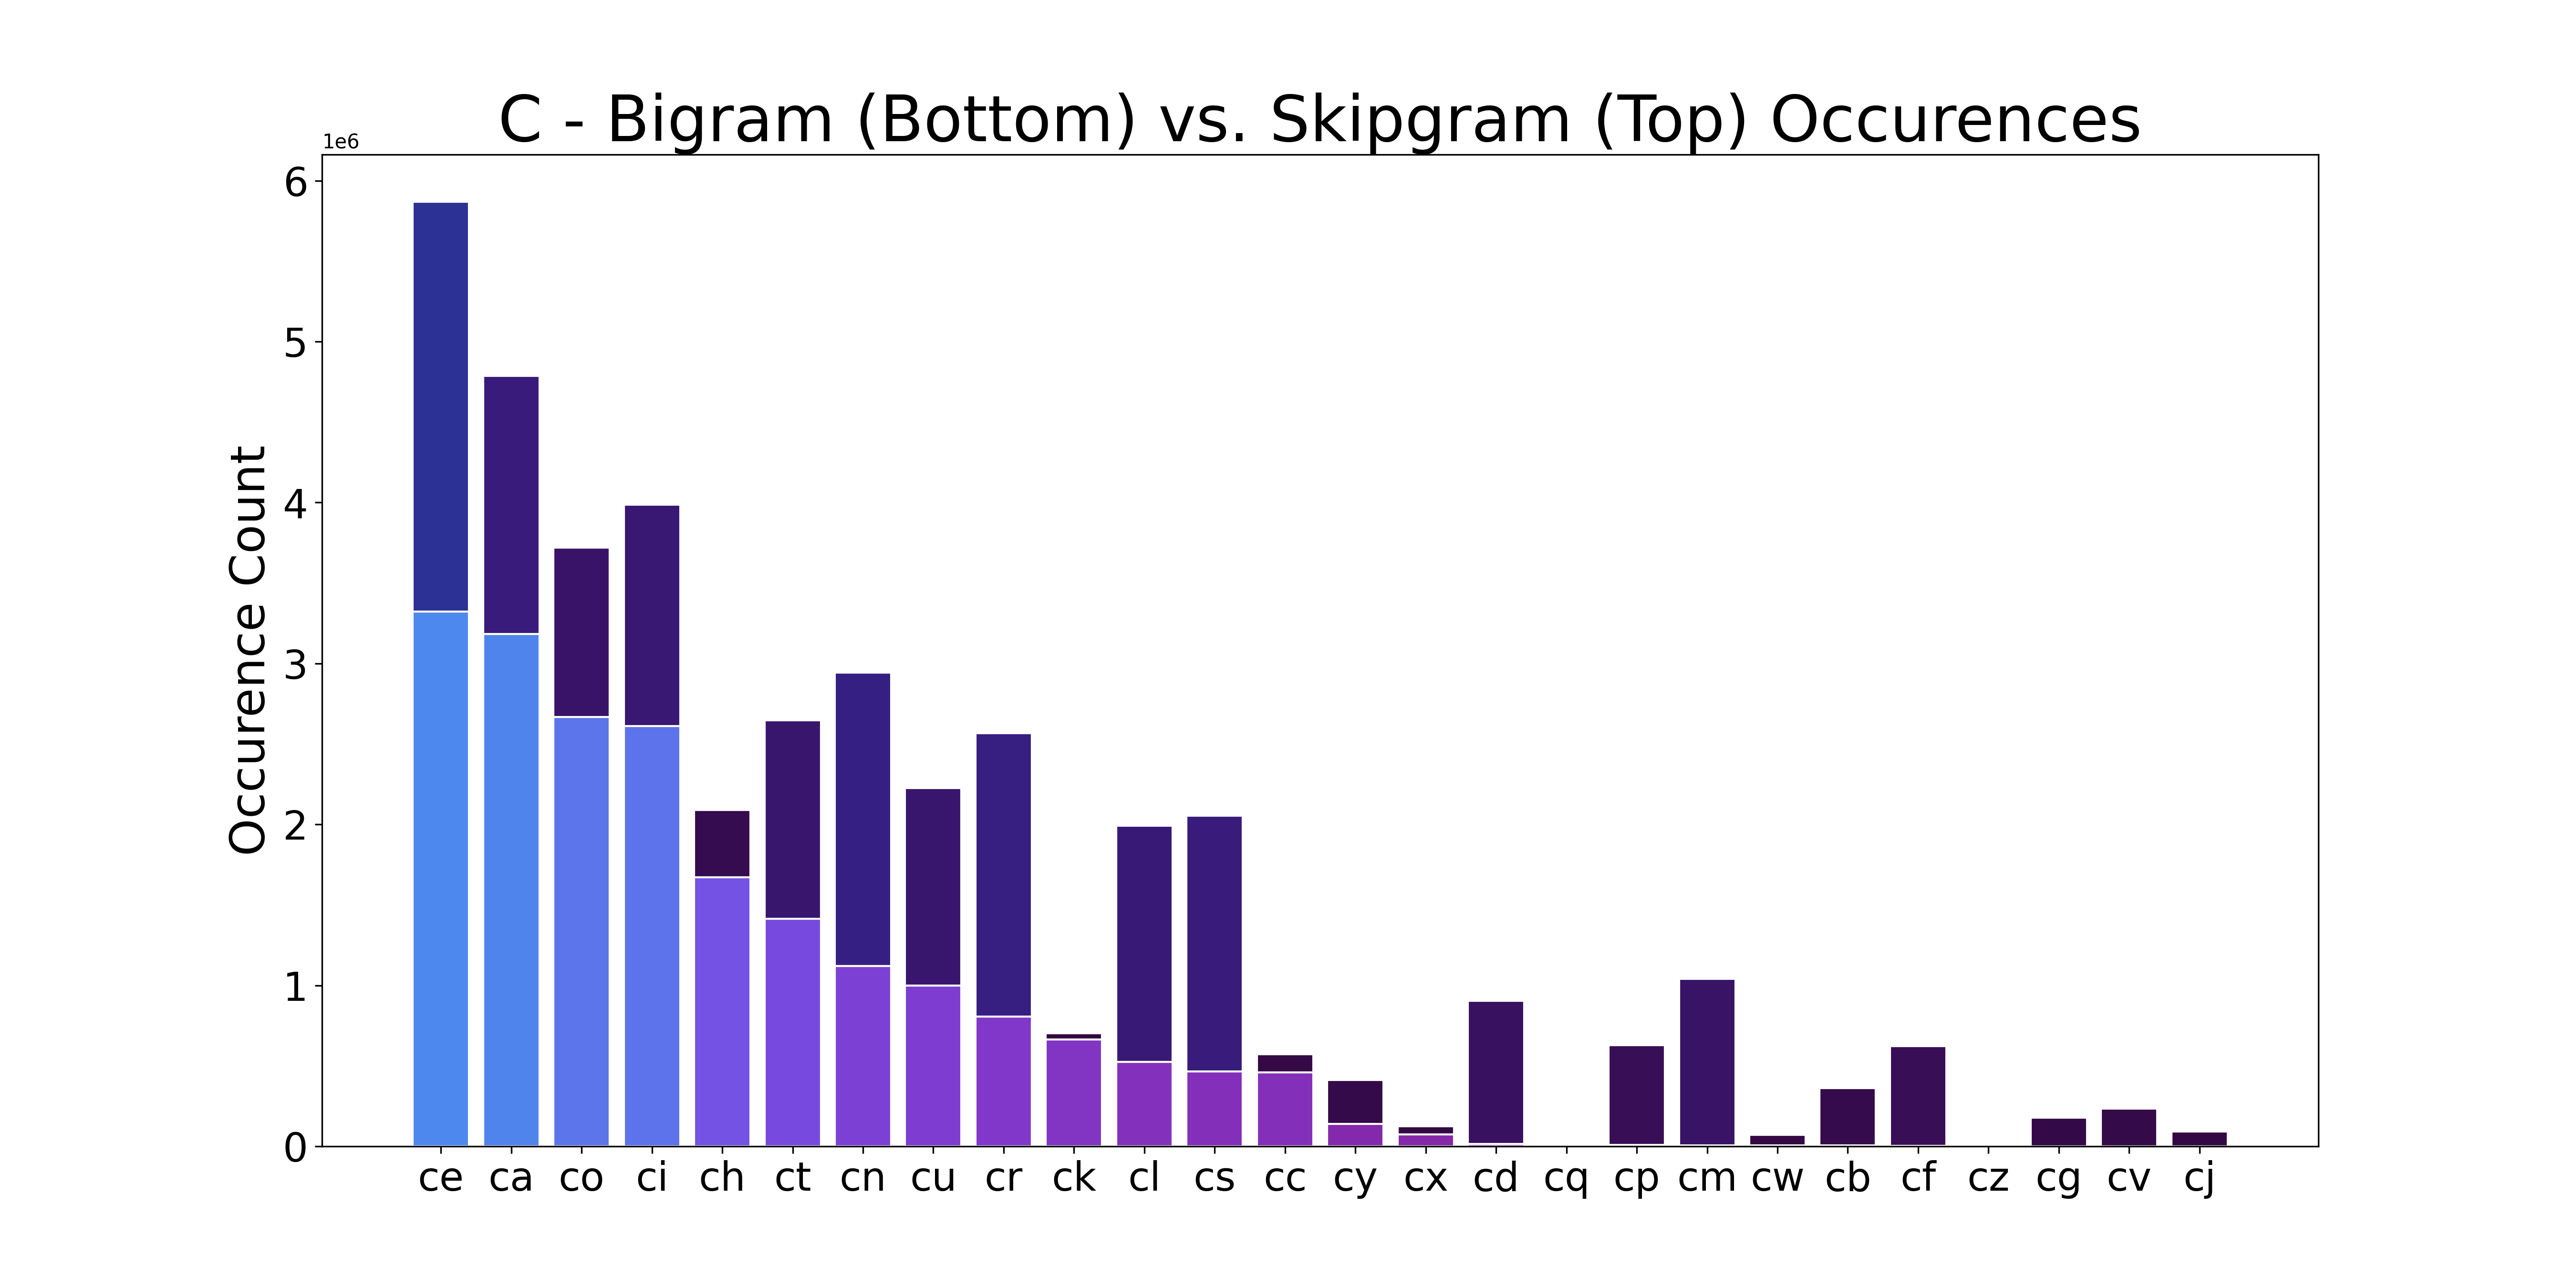 C - Bigram (Bottom) vs. Skipgram (Top) Occurences
1e6
6
5
4
3
2
1
0
Occurence Count
ce ca co ci ch ct cn cu cr ck cl cs cc cy cx cd cq cp cm cw cb cf cz cg cv cj